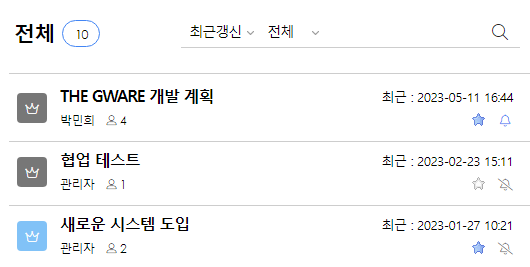 전체 10 최근갱신 전체
THE GWARE 개발 계획 최근 : 2023-05-11 16:44
박민희 4
협업 테스트 최근 : 2023-02-23 15:11
관리자 1
새로운 시스템 도입 최근 : 2023-01-27 10:21
관리자 2